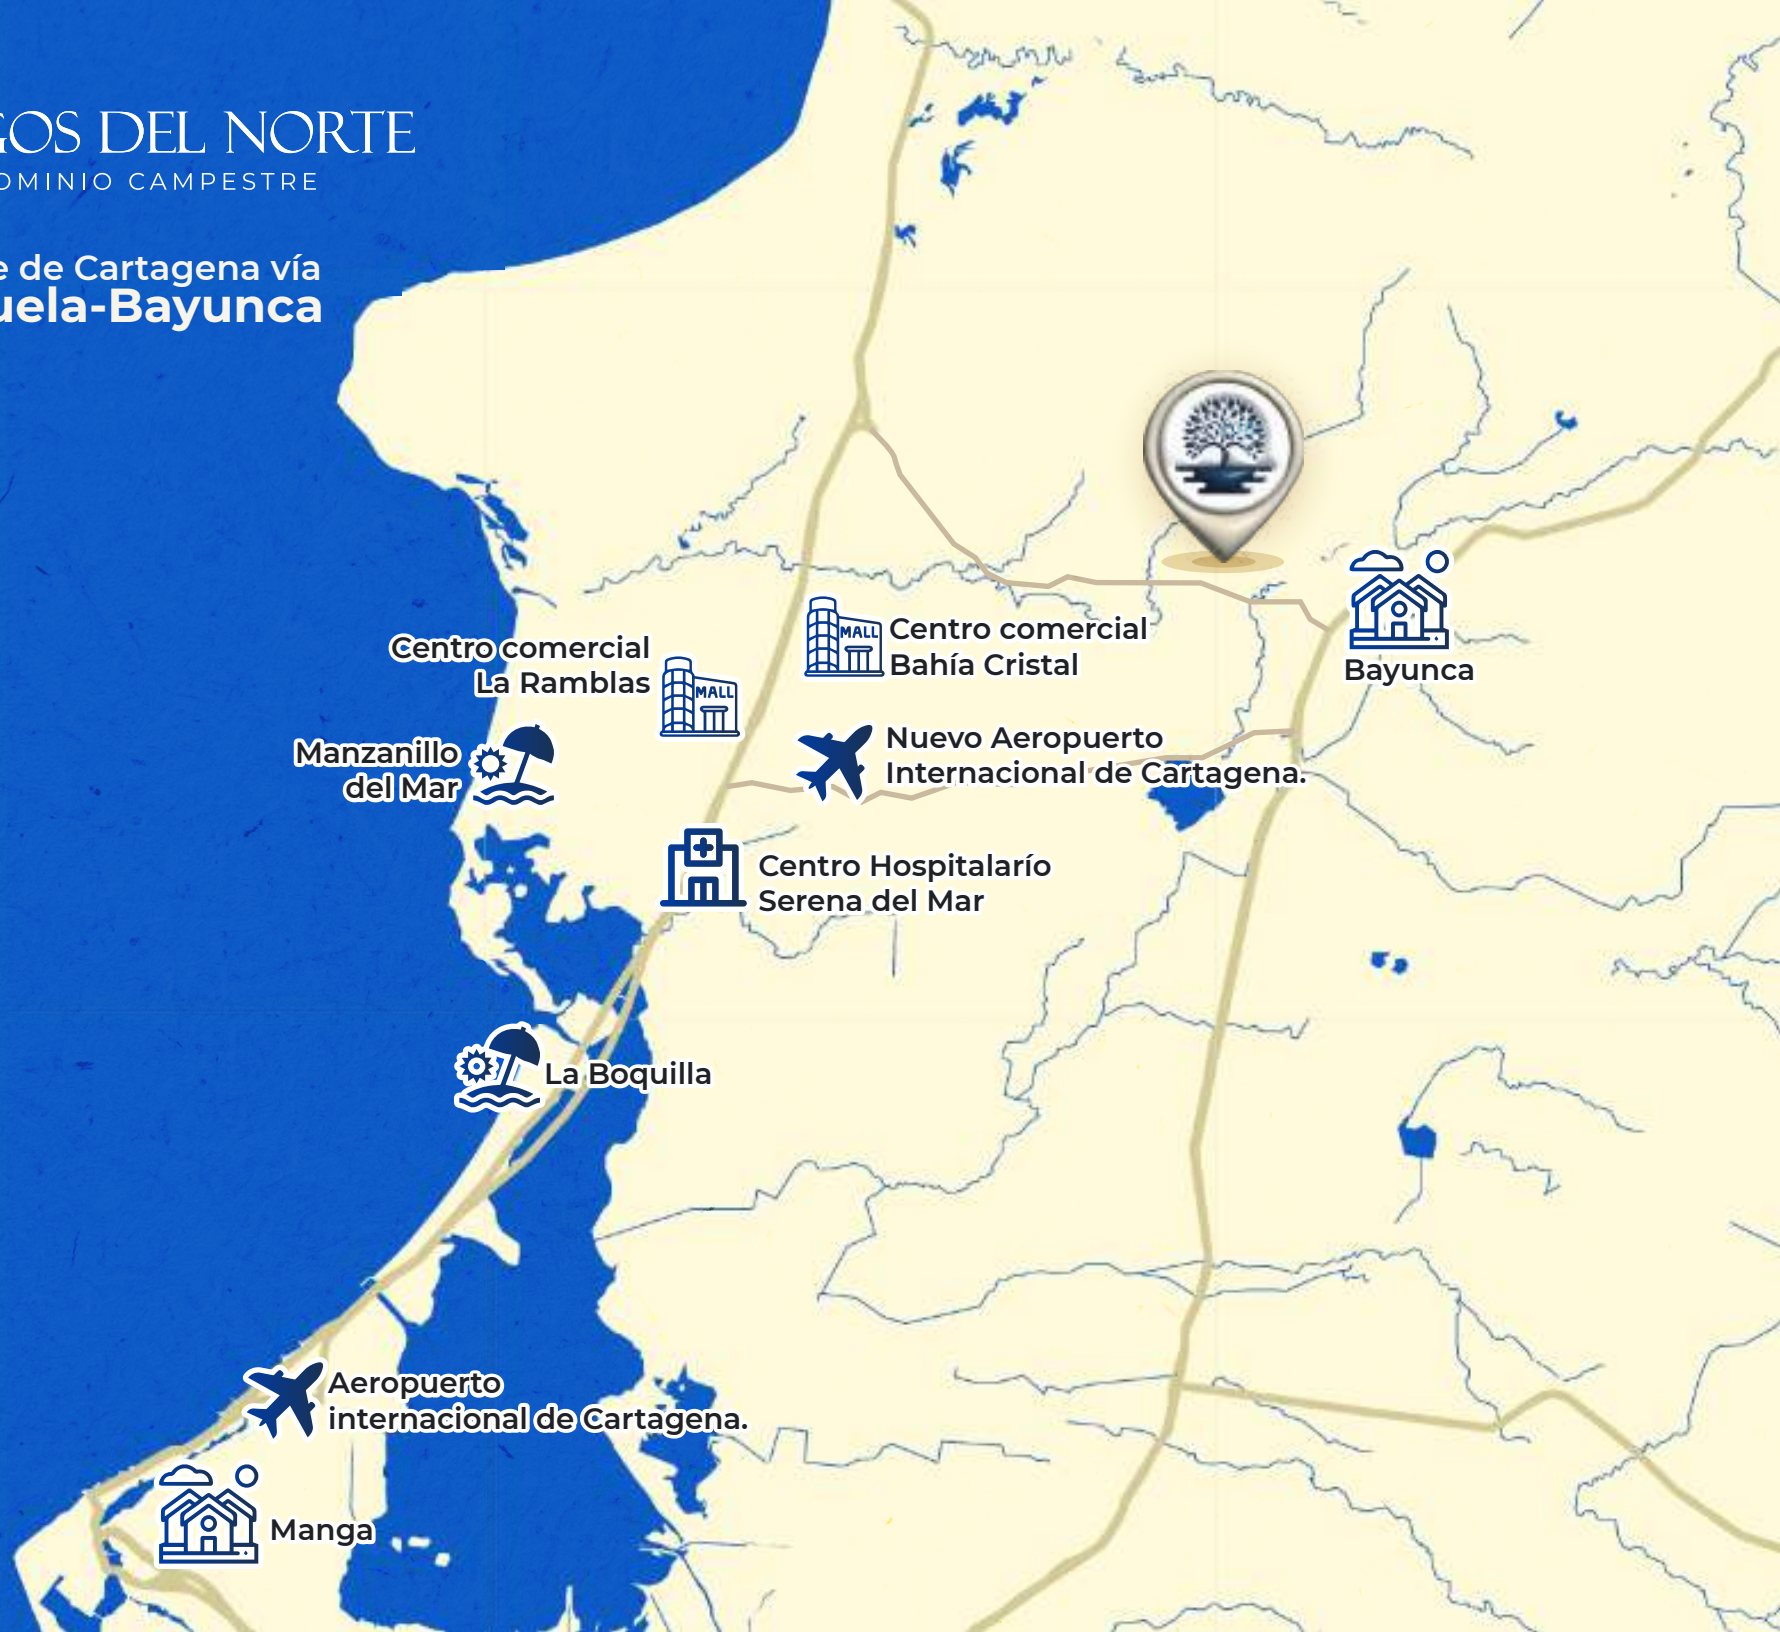 GOS DEL NORTE
OMINIO CAMPESTRE
e de Cartagena vía
uela-Bayunca
Centro comercial
Bahía Cristal
Centro comercial
La Ramblas
MALL
MALL
Bayunca
Manzanillo
del Mar
Nuevo Aeropuerto
Internacional de Cartagena.
Centro Hospitalarío
Serena del Mar
La Boquilla
Aeropuerto
internacional de Cartagena.
Manga